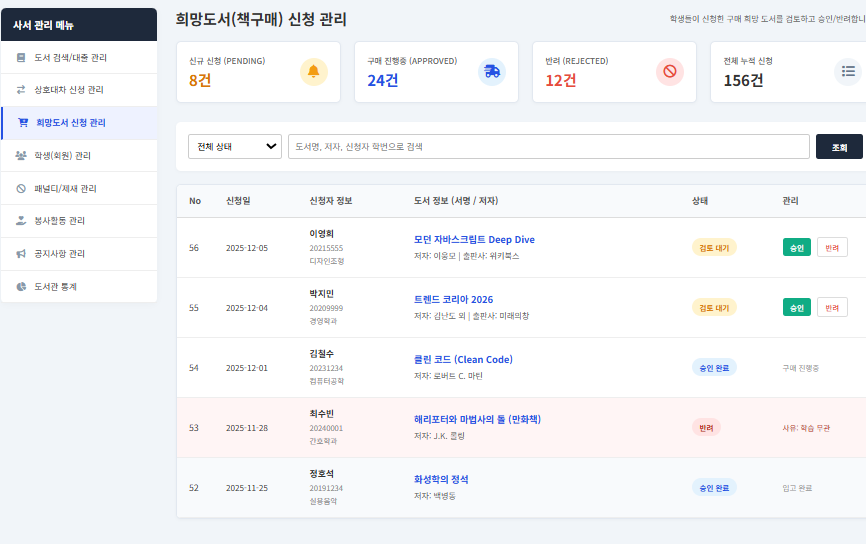 사서 관리 메뉴
도서 검색/대출 관리
상호대차 신청 관리
희망도서 신청 관리
학생(회원) 관리
패널티/제재 관리
봉사활동 관리
공지사항 관리
도서관 통계
희망도서(책구매) 신청 관리
학생들이 신청한 구매 희망 도서를 검토하고 승인/반려합니
신규 신청 (PENDING)
8건
구매 진행중 (APPROVED)
24건
반려 (REJECTED)
12건
전체 누적 신청
156건
전체 상태
도서명, 저자, 신청자 학번으로 검색
조회
No 신청일 신청자 정보 도서 정보 (서명 / 저자) 상태 관리
56 2025-12-05 이영희 20215555 디자인조형 모던 자바스크립트 Deep Dive 저자: 이웅모 | 출판사: 위키북스 검토 대기 승인 반려
55 2025-12-04 박지민 20209999 경영학과 트렌드 코리아 2026 저자: 김난도 외 | 출판사: 미래의창 검토 대기 승인 반려
54 2025-12-01 김철수 20231234 컴퓨터공학 클린 코드 (Clean Code) 저자: 로버트 C. 마틴 승인 완료 구매 진행중
53 2025-11-28 최수빈 20240001 간호학과 해리포터와 마법사의 돌 (만화책) 저자: J.K. 롤링 반려 사유: 학습 무관
52 2025-11-25 정호석 20191234 실용음악 화성학의 정석 저자: 백병동 승인 완료 입고 완료